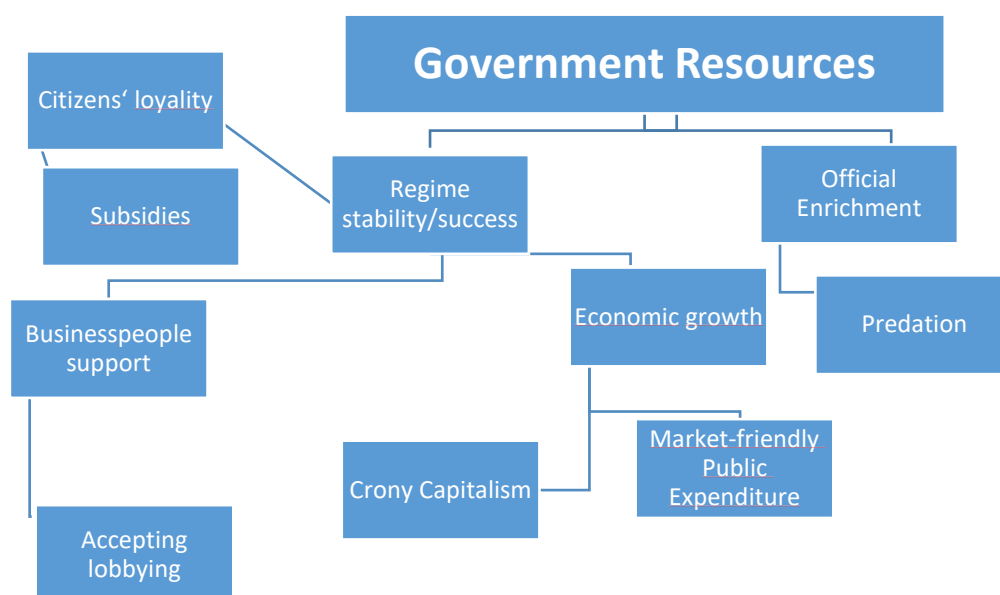 Government Resources
Citizens‘ loyality
Subsidies
Regime
stability/success
Official
Enrichment
Businesspeople
support
Economic growth
Predation
Crony Capitalism
Market-friendly
Public
Expenditure
Accepting
lobbying